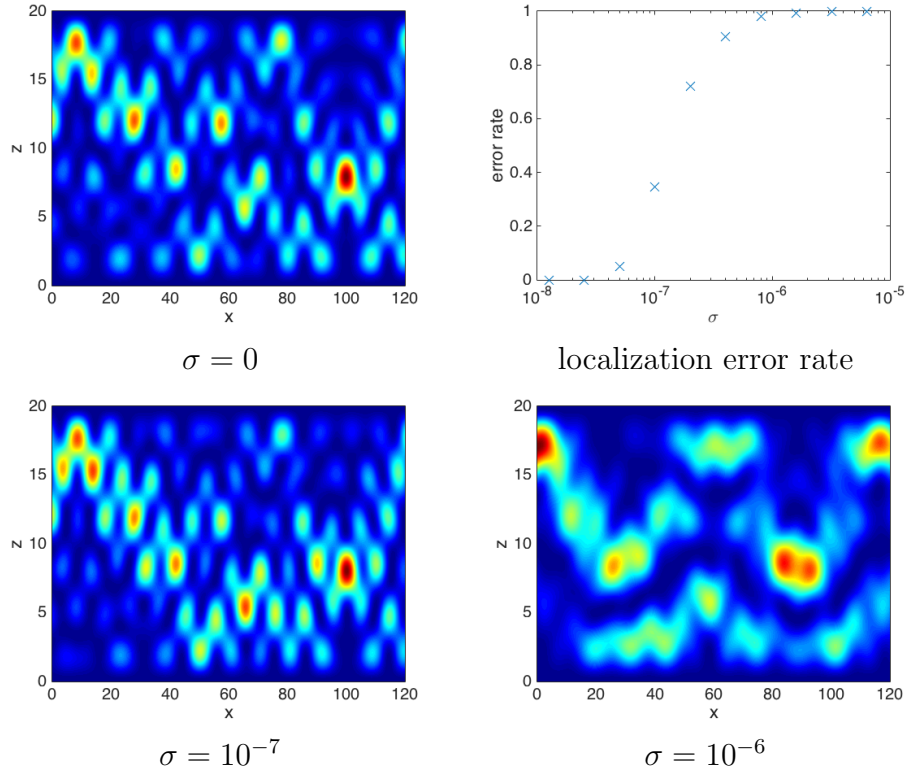 20
15
10
5
0
z
0 20 40 60 80 100 120
x
σ = 0
1
0.8
0.6
0.4
0.2
0
error rate
10^-8 10^-7 10^-6 10^-5
σ
localization error rate
20
15
10
5
0
z
0 20 40 60 80 100 120
x
σ = 10^-7
20
15
10
5
0
z
0 20 40 60 80 100 120
x
σ = 10^-6